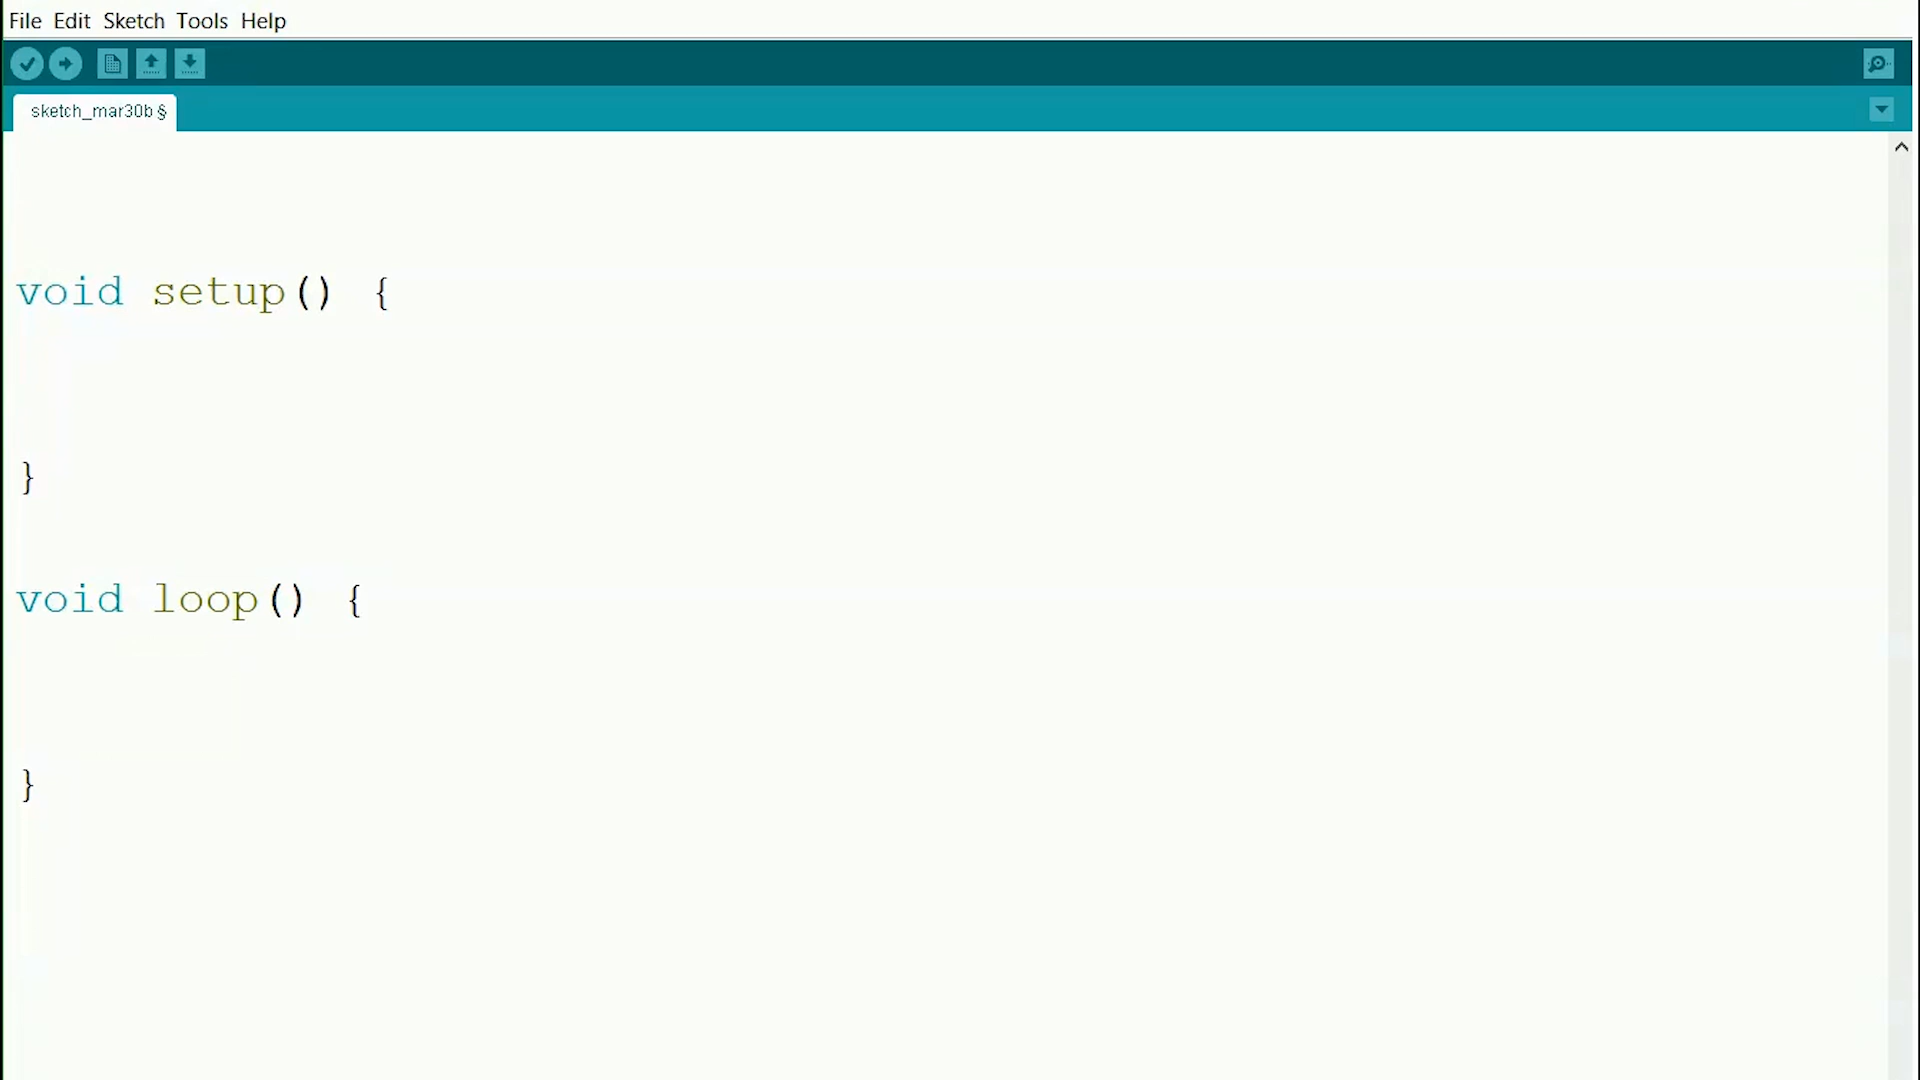 File Edit Sketch Tools Help
sketch_mar30b §
void setup() {
}
void loop() {
}